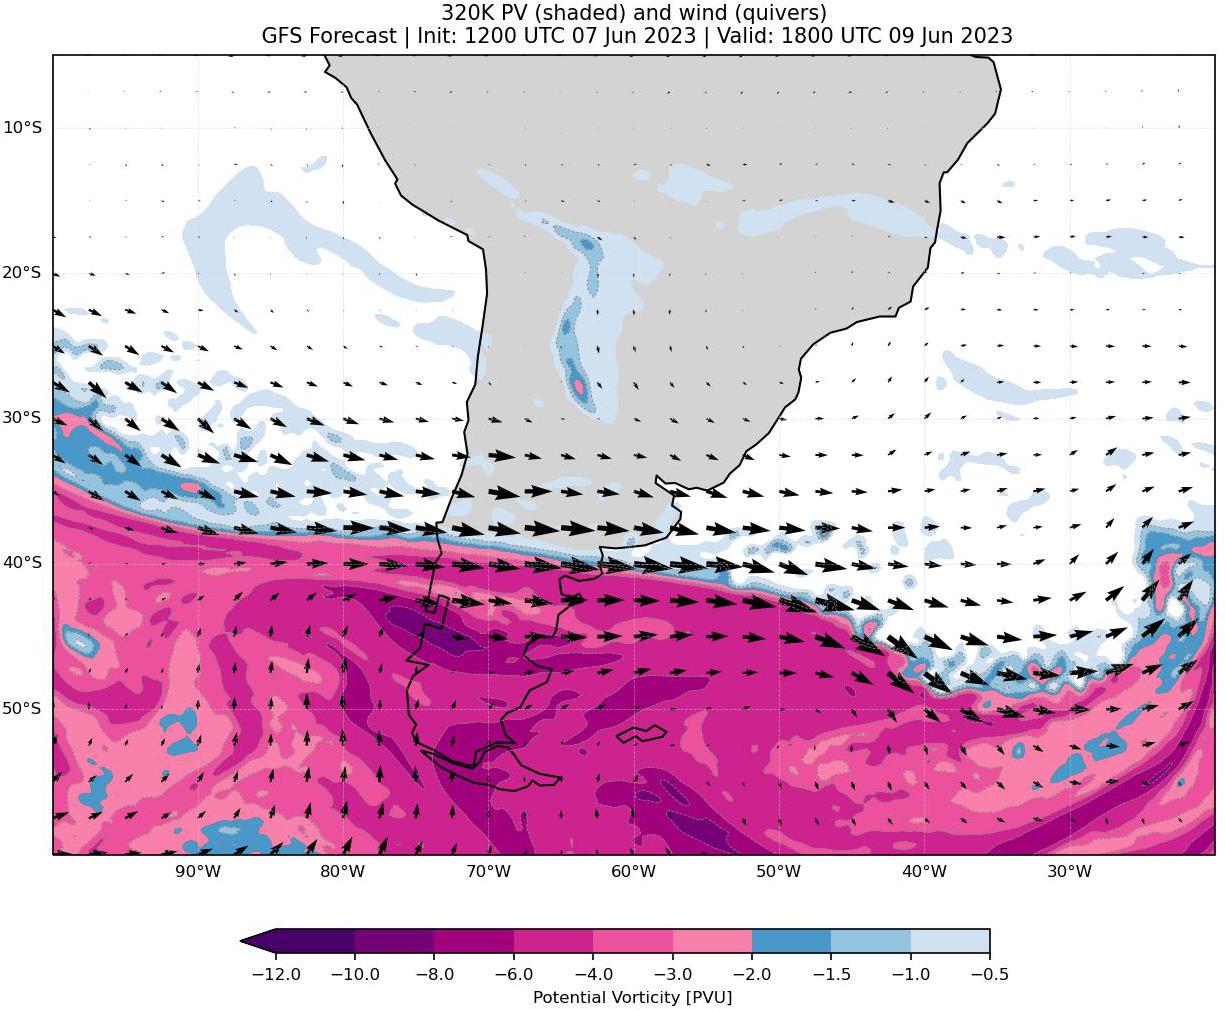 320K PV (shaded) and wind (quivers)
GFS Forecast | Init: 1200 UTC 07 Jun 2023 | Valid: 1800 UTC 09 Jun 2023
10°S
20°S
30°S
40°S
50°S
90°W 80°W 70°W 60°W 50°W 40°W 30°W
−12.0 −10.0 −8.0 −6.0 −4.0 −3.0 −2.0 −1.5 −1.0 −0.5
Potential Vorticity [PVU]